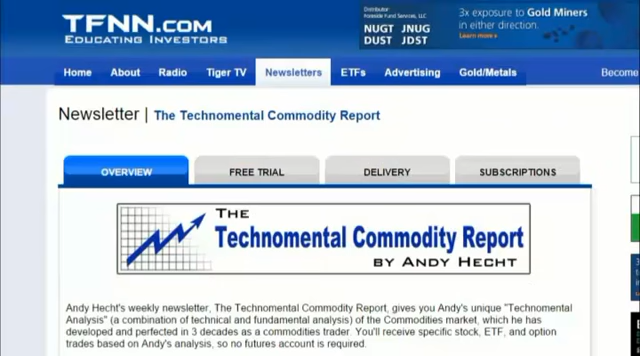 TFNN.COM
EDUCATING INVESTORS
Distributor
Foreside Fund Services, LLC
NUGT JNUG
DUST JDST
3x exposure to Gold Miners
in either direction.
Learn more ›
Home About Radio Tiger TV Newsletters ETFs Advertising Gold/Metals Become
Newsletter | The Technomental Commodity Report
OVERVIEW FREE TRIAL DELIVERY SUBSCRIPTIONS
THE
Technomental Commodity Report
BY ANDY HECHT
Andy Hecht's weekly newsletter, The Technomental Commodity Report, gives you Andy's unique "Technomental
Analysis" (a combination of technical and fundamental analysis) of the Commodities market, which he has
developed and perfected in 3 decades as a commodities trader. You'll receive specific stock, ETF, and option
trades based on Andy's analysis, so no futures account is required.